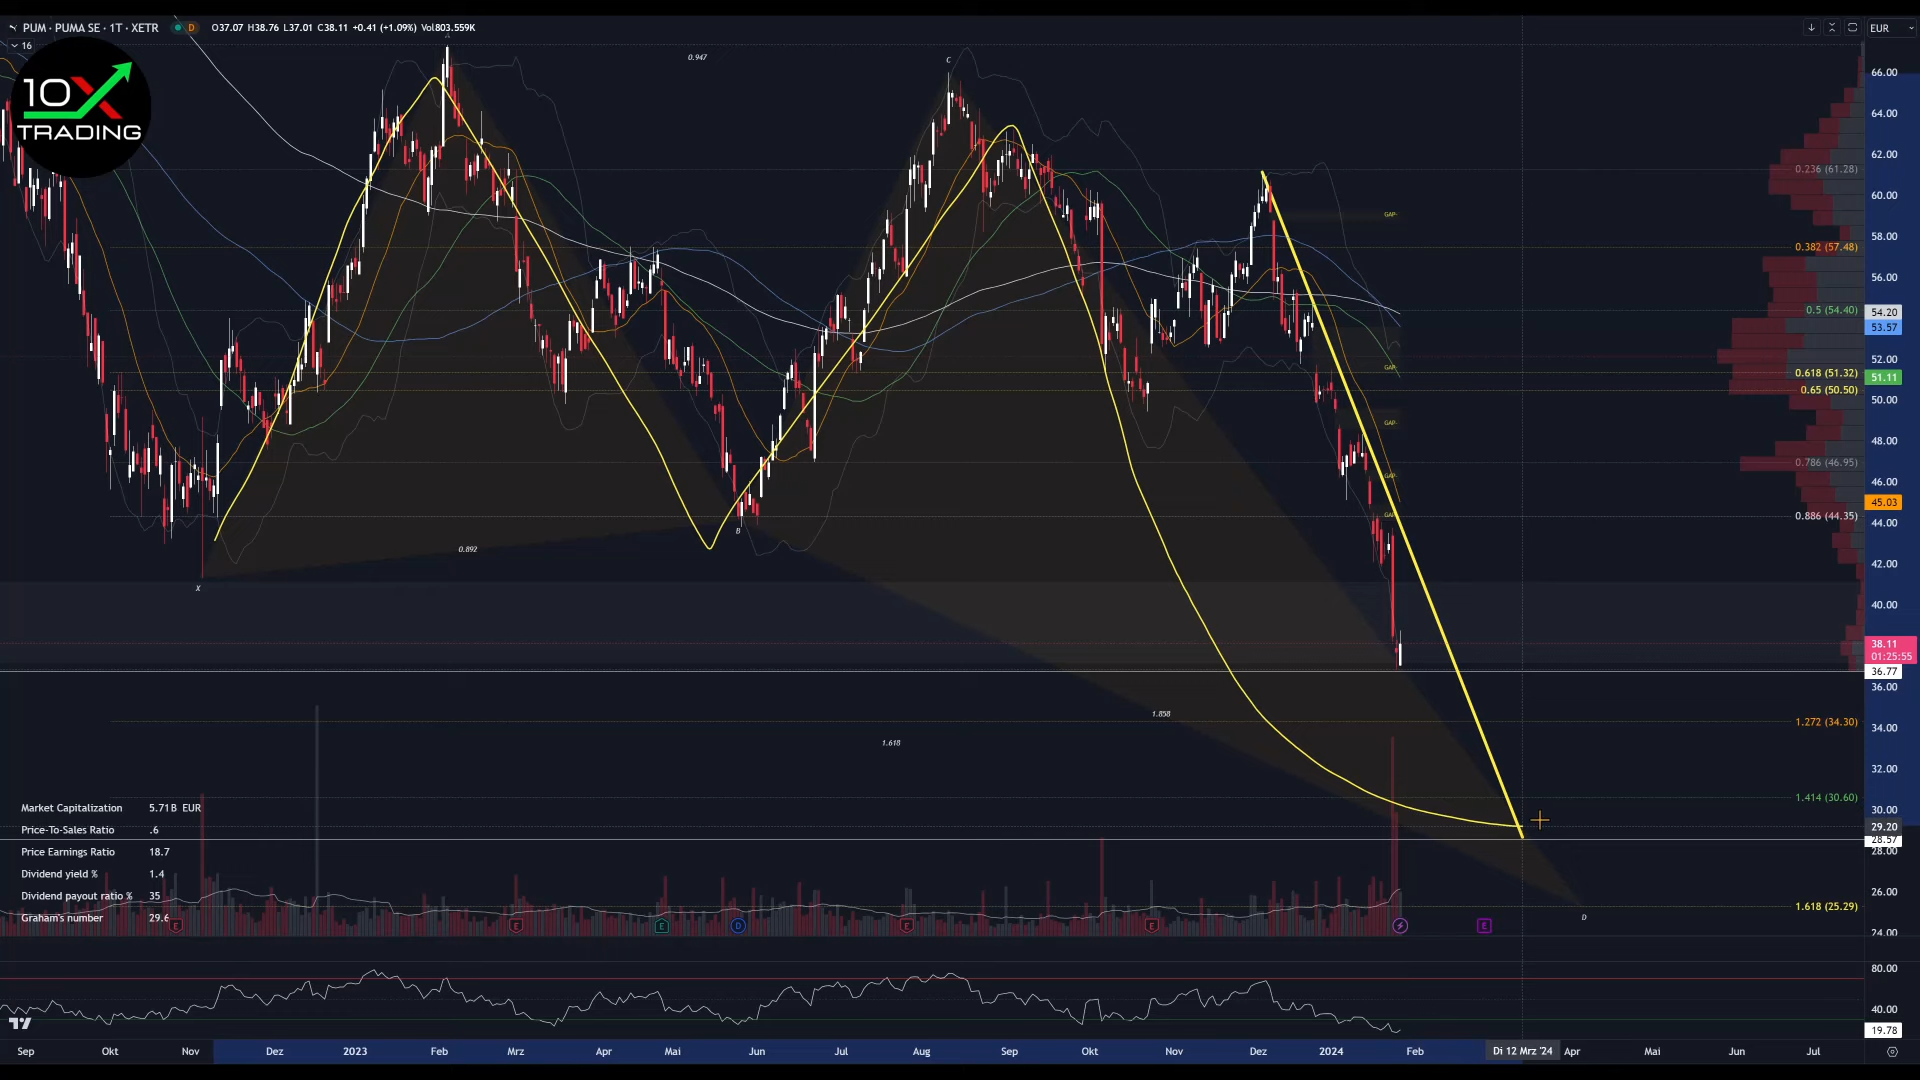 PUM · PUMA SE · 1T · XETR
D
O37.07 H38.76 L37.01 C38.11 +0.41 (+1.09%) Vol803.559K
EUR
16
10X
TRADING
A
0.947
C
66.00
64.00
62.00
0.236 (61.28)
60.00
GAP-
58.00
0.382 (57.48)
56.00
0.5 (54.40)
54.20
53.57
52.00
GAP-
0.618 (51.32)
51.11
0.65 (50.50)
50.00
GAP-
48.00
0.786 (46.95)
GAP-
46.00
45.03
GAP-
0.886 (44.35)
44.00
B
0.892
42.00
X
40.00
38.11
01:25:55
36.77
36.00
1.858
1.272 (34.30)
34.00
1.618
32.00
1.414 (30.60)
Market Capitalization 5.71B EUR
30.00
Price-To-Sales Ratio .6
29.20
28.57
Price Earnings Ratio 18.7
28.00
Dividend yield % 1.4
Dividend payout ratio % 35
26.00
1.618 (25.29)
Graham's number 29.6
D
E E E D E E E
24.00
80.00
40.00
19.78
Sep Okt Nov Dez 2023 Feb Mrz Apr Mai Jun Jul Aug Sep Okt Nov Dez 2024 Feb Di 12 Mrz '24 Apr Mai Jun Jul